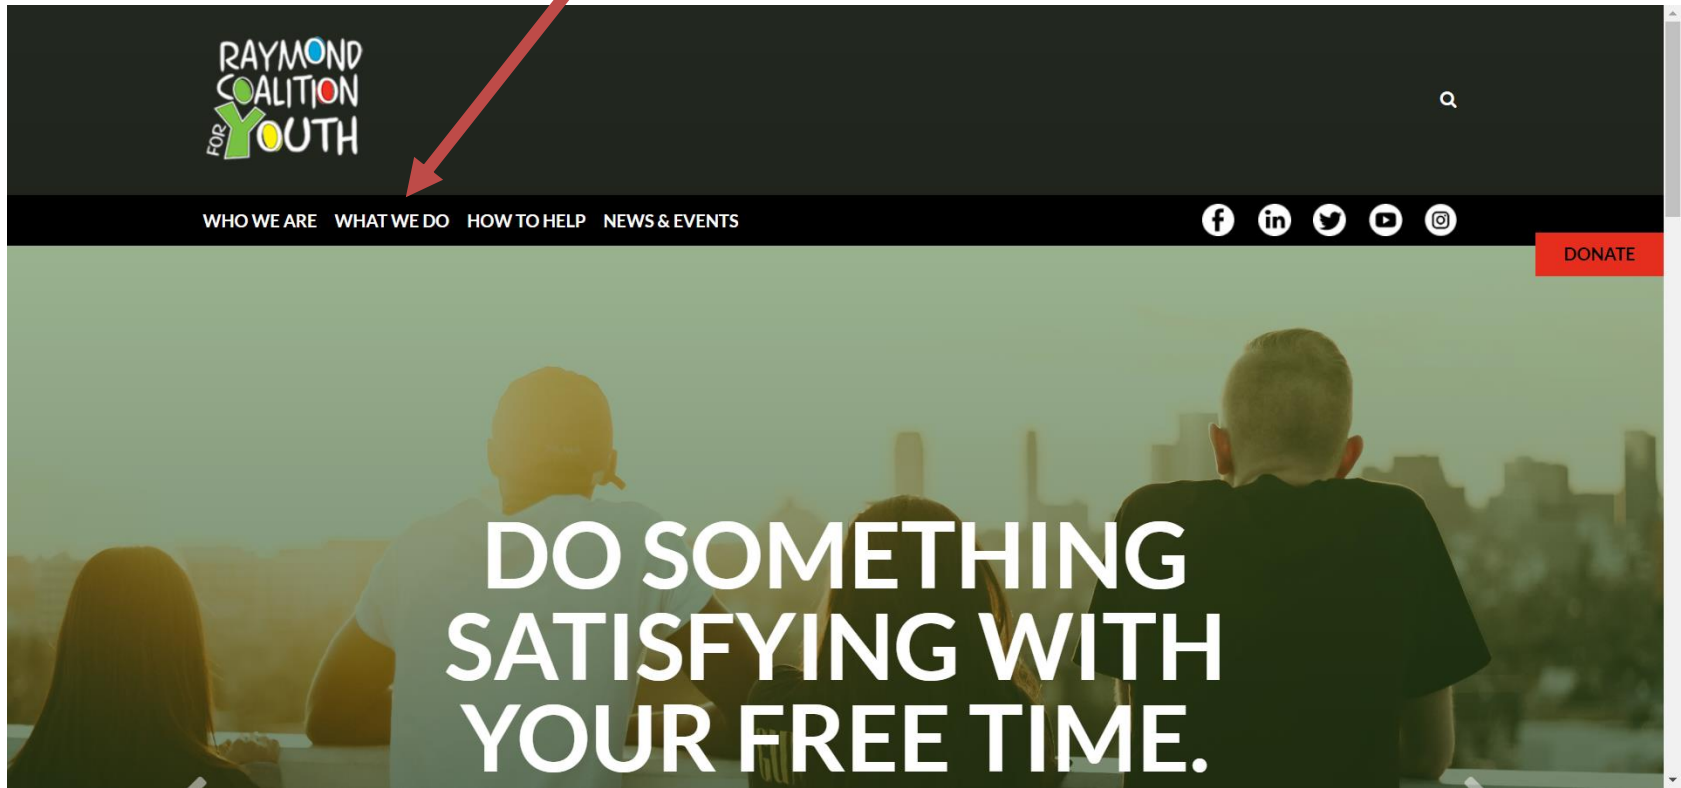 RAYMOND
COALITION
FOR YOUTH
WHO WE ARE WHAT WE DO HOW TO HELP NEWS & EVENTS
DONATE
DO SOMETHING
SATISFYING WITH
YOUR FREE TIME.